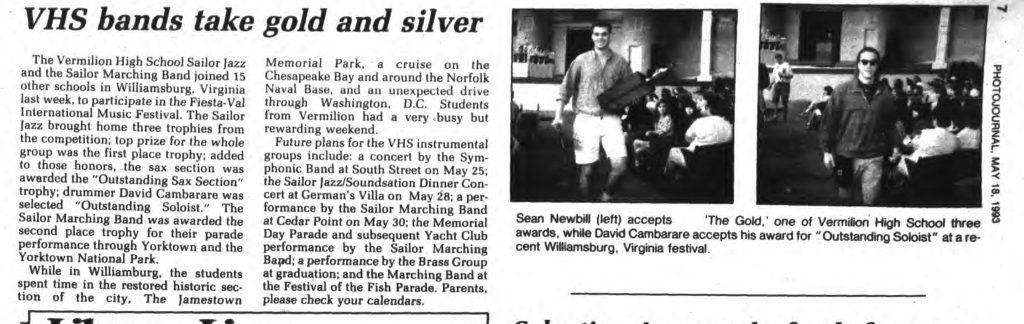 VHS bands take gold and silver
The Vermilion High School Sailor Jazz
and the Sailor Marching Band joined 15
other schools in Williamsburg, Virginia
last week, to participate in the Fiesta-Val
International Music Festival. The Sailor
Jazz brought home three trophies from
the competition; top prize for the whole
group was the first place trophy; added
to those honors, the sax section was
awarded the "Outstanding Sax Section"
trophy; drummer David Cambarare was
selected "Outstanding Soloist." The
Sailor Marching Band was awarded the
second place trophy for their parade
performance through Yorktown and the
Yorktown National Park.
While in Williamburg, the students
spent time in the restored historic sec-
tion of the city, The Jamestown
Memorial Park, a cruise on the
Chesapeake Bay and around the Norfolk
Naval Base, and an unexpected drive
through Washington, D.C. Students
from Vermilion had a very busy but
rewarding weekend.
Future plans for the VHS instrumental
groups include: a concert by the Sym-
phonic Band at South Street on May 25;
the Sailor Jazz/Soundsation Dinner Con-
cert at German's Villa on May 28; a per-
formance by the Sailor Marching Band
at Cedar Point on May 30; the Memorial
Day Parade and subsequent Yacht Club
performance by the Sailor Marching
Band; a performance by the Brass Group
at graduation; and the Marching Band at
the Festival of the Fish Parade. Parents,
please check your calendars.
Sean Newbill (left) accepts 'The Gold,' one of Vermilion High School three
awards, while David Cambarare accepts his award for "Outstanding Soloist" at a re-
cent Williamsburg, Virginia festival.
7
PHOTOJOURNAL, MAY 18, 1993